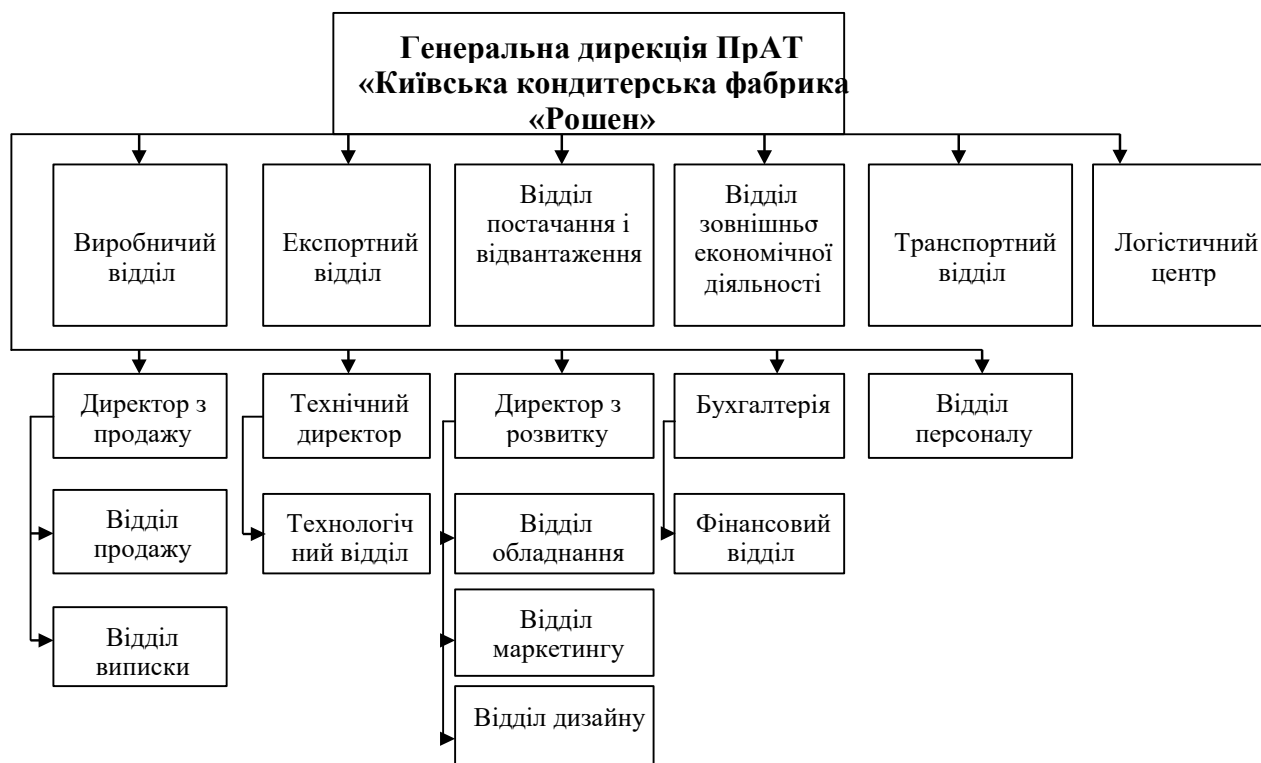 Генеральна дирекція ПрАТ
«Київська кондитерська фабрика
«Рошен»
Виробничий
відділ
Експортний
відділ
Відділ
постачання і
відвантаження
Відділ
зовнішньо
економічної
діяльності
Транспортний
відділ
Логістичний
центр
Директор з
продажу
Технічний
директор
Директор з
розвитку
Бухгалтерія
Відділ
персоналу
Відділ
продажу
Технологіч
ний відділ
Відділ
обладнання
Фінансовий
відділ
Відділ
виписки
Відділ
маркетингу
Відділ дизайну